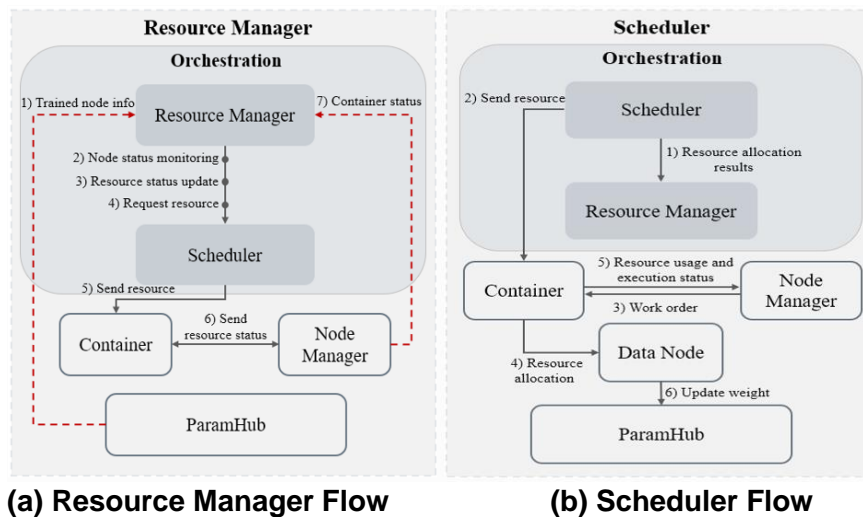 Resource Manager
Orchestration
1) Trained node info
7) Container status
Resource Manager
2) Node status monitoring
3) Resource status update
4) Request resource
Scheduler
5) Send resource
6) Send
resource status
Container
Node
Manager
ParamHub
(a) Resource Manager Flow
Scheduler
Orchestration
2) Send resource
Scheduler
1) Resource allocation
results
Resource Manager
5) Resource usage and
execution status
Container
Node
Manager
3) Work order
4) Resource
allocation
Data Node
6) Update weight
ParamHub
(b) Scheduler Flow